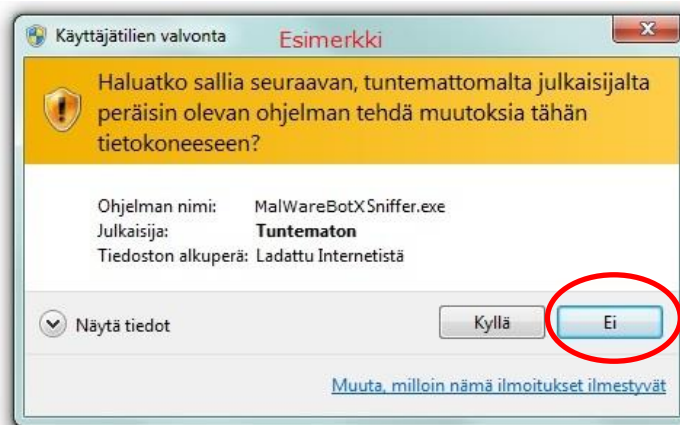 Käyttäjätilien valvonta Esimerkki
Haluatko sallia seuraavan, tuntemattomalta julkaisijalta
peräisin olevan ohjelman tehdä muutoksia tähän
tietokoneeseen?
Ohjelman nimi: MalWareBotXSniffer.exe
Julkaisija: Tuntematon
Tiedoston alkuperä: Ladattu Internetistä
Näytä tiedot Kyllä Ei
Muuta, milloin nämä ilmoitukset ilmestyvät